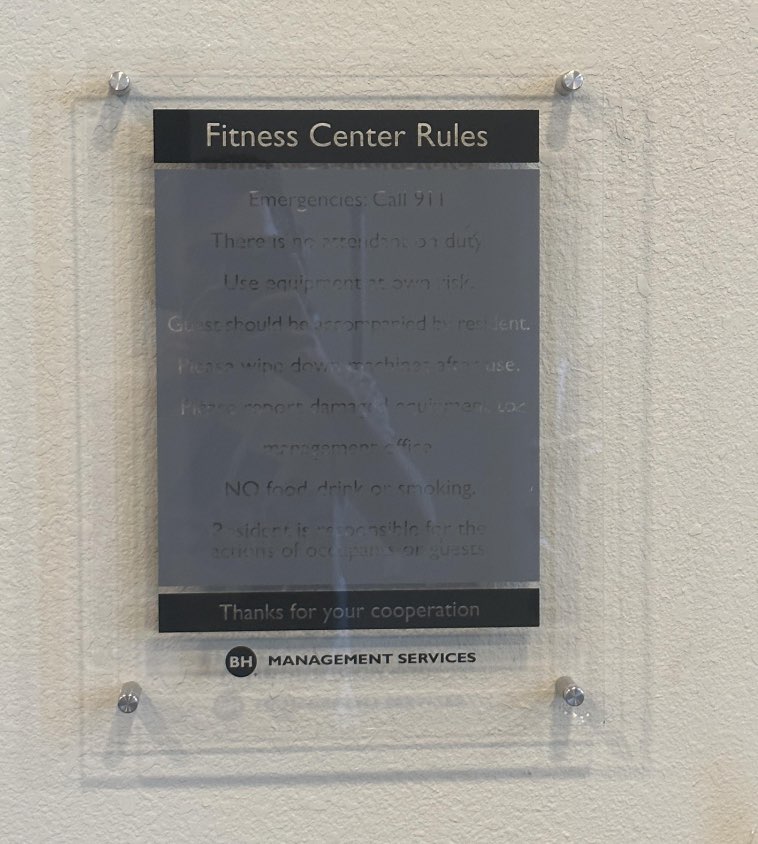 Fitness Center Rules
Emergencies: Call 911
There is no attendant on duty
Use equipment at own risk.
Guest should be accompanied by resident.
Please wipe down machines after use.
Please report damaged equipment to
management office
NO food, drink or smoking.
Resident is responsible for the
actions of occupants or guests
Thanks for your cooperation
BH MANAGEMENT SERVICES